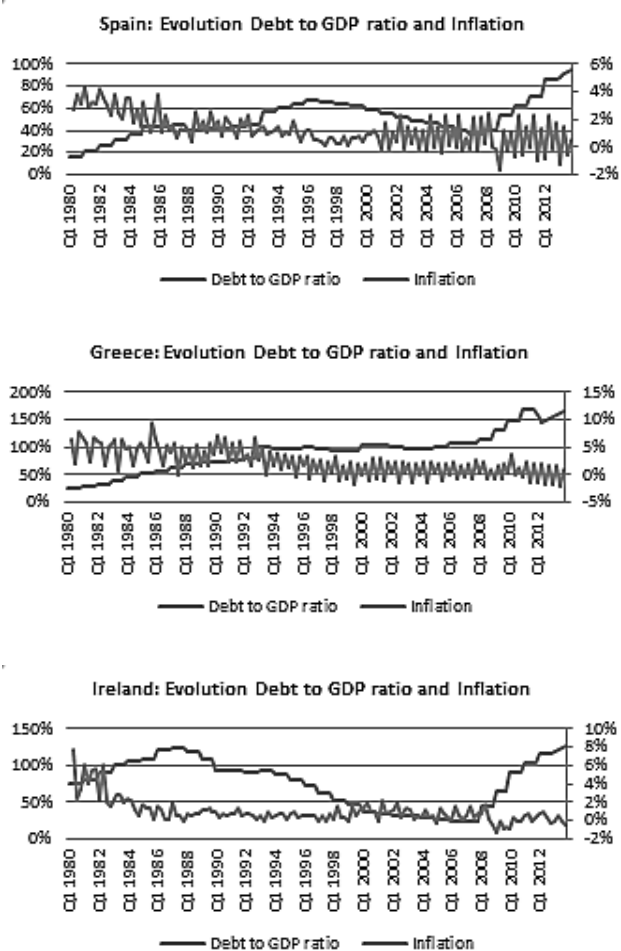 Spain: Evolution Debt to GDP ratio and Inflation
100% 6%
80% 4%
60%
40% 2%
20% 0%
0% -2%
Q1 1980 Q1 1982 Q1 1984 Q1 1986 Q1 1988 Q1 1990 Q1 1992 Q1 1994 Q1 1996 Q1 1998 Q1 2000 Q1 2002 Q1 2004 Q1 2006 Q1 2008 Q1 2010 Q1 2012
Debt to GDP ratio Inflation
Greece: Evolution Debt to GDP ratio and Inflation
200% 15%
150% 10%
100% 5%
50% 0%
0% -5%
Q1 1980 Q1 1982 Q1 1984 Q1 1986 Q1 1988 Q1 1990 Q1 1992 Q1 1994 Q1 1996 Q1 1998 Q1 2000 Q1 2002 Q1 2004 Q1 2006 Q1 2008 Q1 2010 Q1 2012
Debt to GDP ratio Inflation
Ireland: Evolution Debt to GDP ratio and Inflation
150% 10%
8%
100% 6%
4%
50% 2%
0%
0% -2%
Q1 1980 Q1 1982 Q1 1984 Q1 1986 Q1 1988 Q1 1990 Q1 1992 Q1 1994 Q1 1996 Q1 1998 Q1 2000 Q1 2002 Q1 2004 Q1 2006 Q1 2008 Q1 2010 Q1 2012
Debt to GDP ratio Inflation